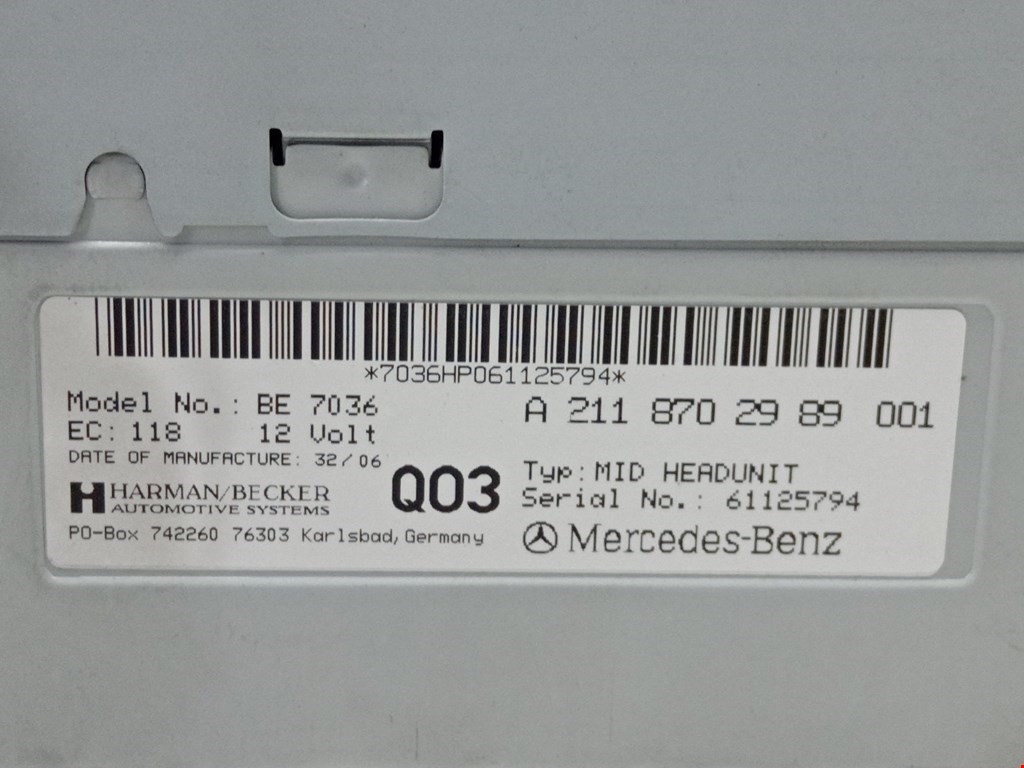 *7036HP061125794*
Model No.: BE 7036
A 211 870 29 89 001
EC: 118 12 Volt
DATE OF MANUFACTURE: 32/06
Q03
Typ: MID HEADUNIT
HARMAN/BECKER
AUTOMOTIVE SYSTEMS
Serial No.: 61125794
PO-Box 742260 76303 Karlsbad, Germany
Mercedes-Benz